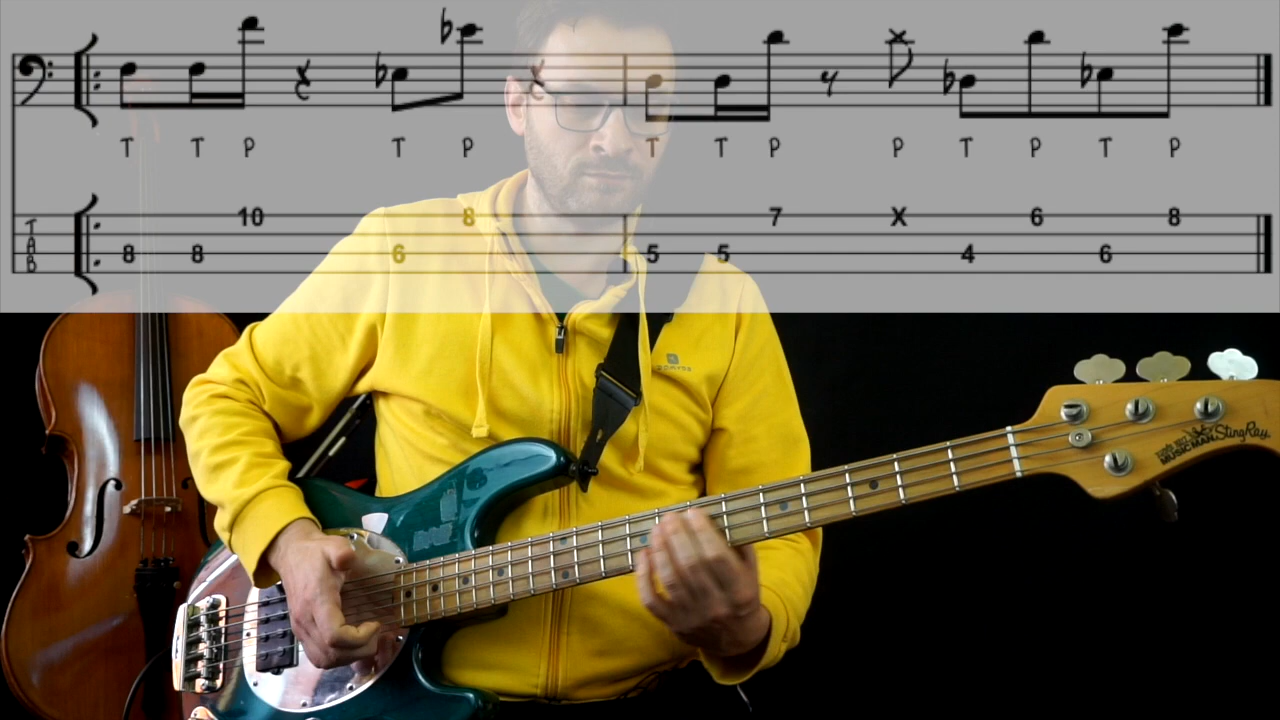 T T P T P T T P P T P T P
10 8 7 X 6 8
T
A
B
8 8 6 5 5 4 6
MUSIC MAN StingRay